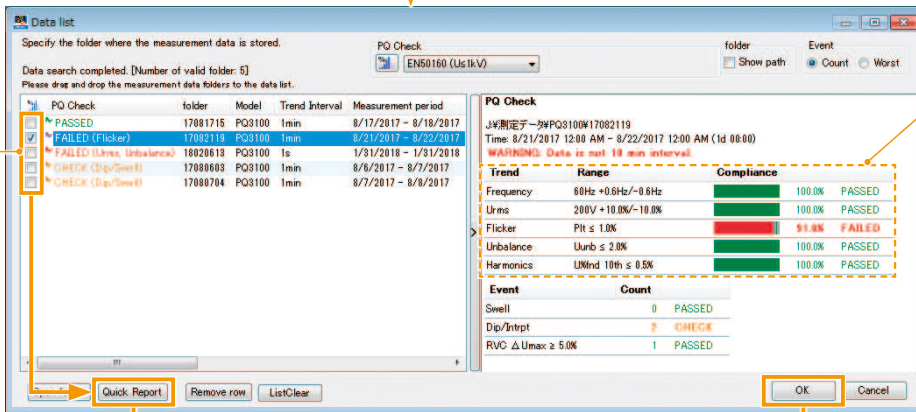 Data list
Specify the folder where the measurement data is stored.
Data search completed. [Number of valid folder: 5]
Please drag and drop the measurement data folders to the data list.
PQ Check
EN50160 (U≤1kV)
folder
Show path
Event
Count Worst
PQ Check folder Model Trend Interval Measurement period
PASSED 17081715 PQ3100 1min 8/17/2017 - 8/18/2017
FAILED (Flicker) 17082119 PQ3100 1min 8/21/2017 - 8/22/2017
FAILED (Urms, Unbalance) 18020613 PQ3100 1s 1/31/2018 - 1/31/2018
CHECK (Dip/Swell) 17080603 PQ3100 1min 8/6/2017 - 8/7/2017
CHECK (Dip/Swell) 17080704 PQ3100 1min 8/7/2017 - 8/8/2017
PQ Check
J:¥測定データ¥PQ3100¥17082119
Time: 8/21/2017 12:00 AM - 8/22/2017 12:00 AM (1d 00:00)
WARNING: Data is not 10 min interval.
Trend Range Compliance
Frequency 60Hz +0.6Hz/-0.6Hz 100.0% PASSED
Urms 200V +10.0%/-10.0% 100.0% PASSED
Flicker Plt ≤ 1.0% 91.8% FAILED
Unbalance Uunb ≤ 2.0% 100.0% PASSED
Harmonics U%Ind 10th ≤ 0.5% 100.0% PASSED
Event Count
Swell 0 PASSED
Dip/Intrpt 2 CHECK
RVC ΔUmax ≥ 5.0% 1 PASSED
Quick Report Remove row ListClear
OK Cancel